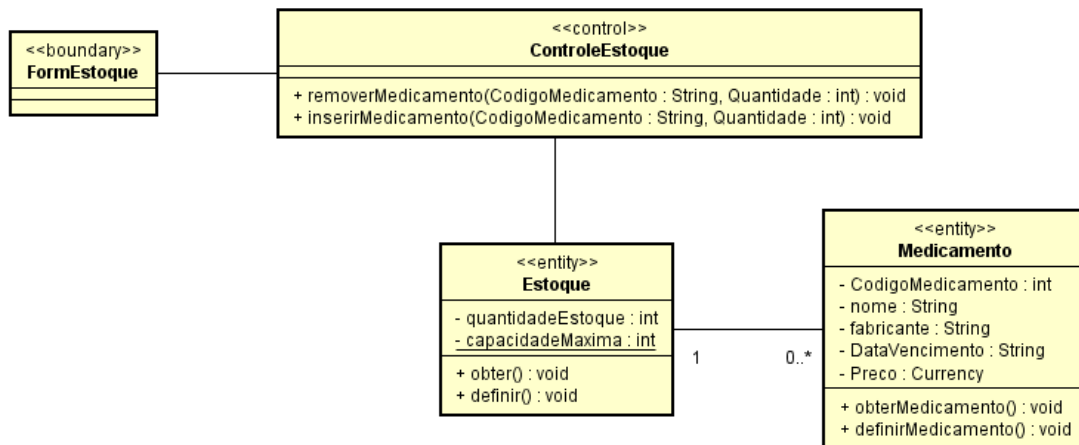 <<boundary>>
FormEstoque
<<control>>
ControleEstoque
+ removerMedicamento(CodigoMedicamento : String, Quantidade : int) : void
+ inserirMedicamento(CodigoMedicamento : String, Quantidade : int) : void
<<entity>>
Estoque
- quantidadeEstoque : int
- capacidadeMaxima : int
+ obter() : void
+ definir() : void
1
0..*
<<entity>>
Medicamento
- CodigoMedicamento : int
- nome : String
- fabricante : String
- DataVencimento : String
- Preco : Currency
+ obterMedicamento() : void
+ definirMedicamento() : void